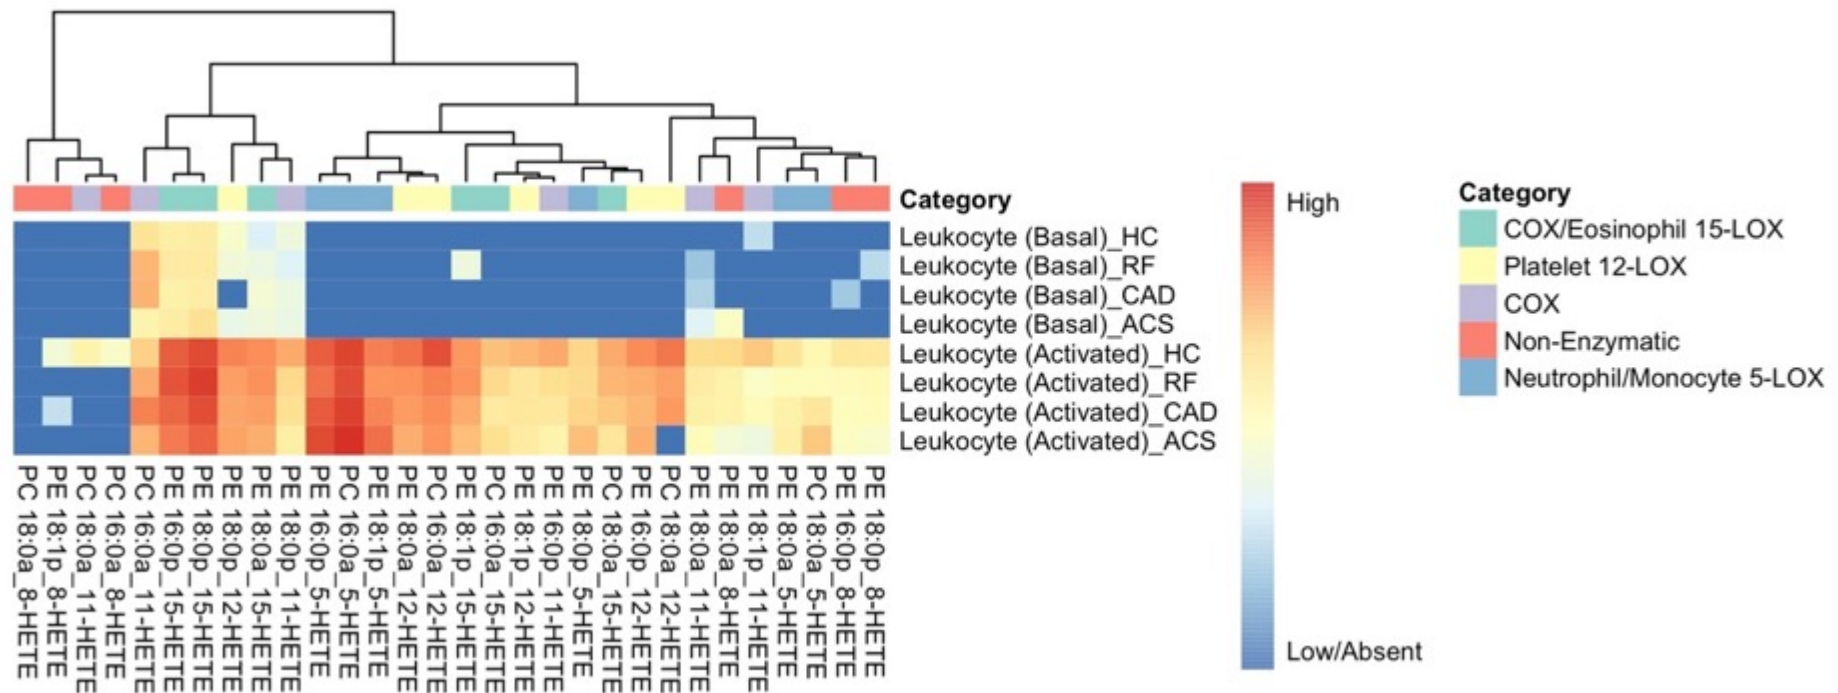 Category
Leukocyte (Basal)_HC
Leukocyte (Basal)_RF
Leukocyte (Basal)_CAD
Leukocyte (Basal)_ACS
Leukocyte (Activated)_HC
Leukocyte (Activated)_RF
Leukocyte (Activated)_CAD
Leukocyte (Activated)_ACS
PC 18:0a_8-HETE
PE 18:1p_8-HETE
PC 18:0a_11-HETE
PC 16:0a_8-HETE
PC 16:0a_11-HETE
PE 16:0p_15-HETE
PE 18:0p_15-HETE
PE 18:0p_12-HETE
PE 18:0a_15-HETE
PE 18:0p_11-HETE
PE 16:0p_5-HETE
PC 16:0a_5-HETE
PE 18:1p_5-HETE
PE 18:0a_12-HETE
PC 16:0a_12-HETE
PE 18:1p_15-HETE
PC 16:0a_15-HETE
PE 18:1p_12-HETE
PE 16:0p_11-HETE
PE 18:0p_5-HETE
PC 18:0a_15-HETE
PE 16:0p_12-HETE
PC 18:0a_12-HETE
PE 18:0a_11-HETE
PE 18:0a_8-HETE
PE 18:1p_11-HETE
PE 18:0a_5-HETE
PC 18:0a_5-HETE
PE 16:0p_8-HETE
PE 18:0p_8-HETE
High
Low/Absent
Category
COX/Eosinophil 15-LOX
Platelet 12-LOX
COX
Non-Enzymatic
Neutrophil/Monocyte 5-LOX